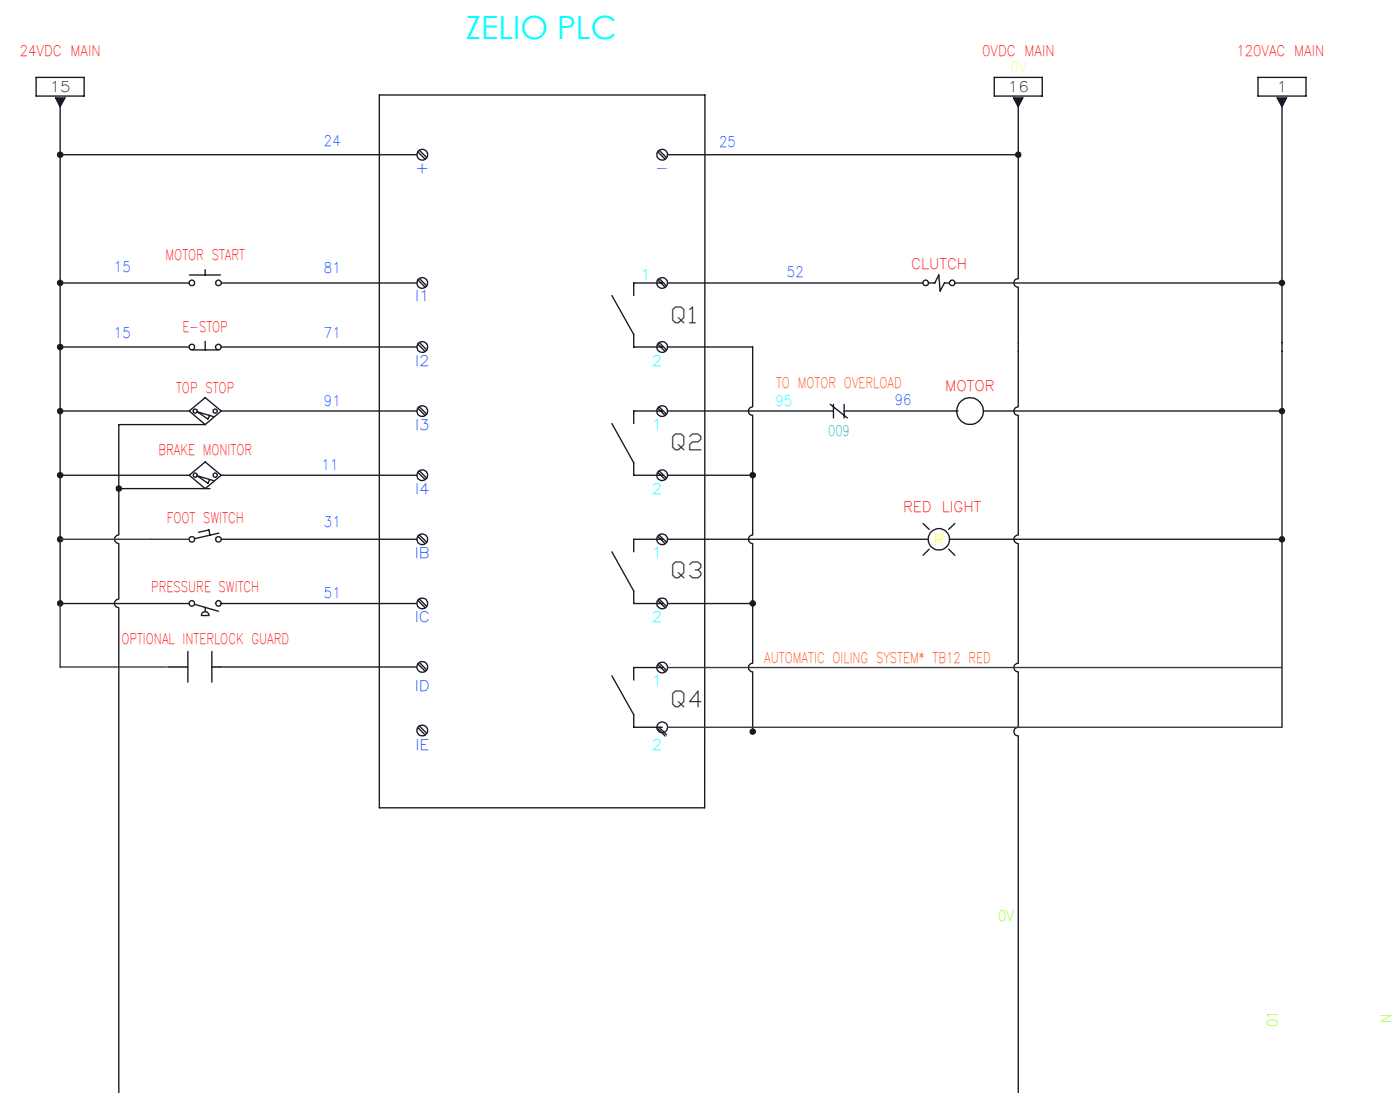 ZELIO PLC
24VDC MAIN
0VDC MAIN
120VAC MAIN
0V
15
16
1
24
25
+
−
MOTOR START
15
81
I1
1
52
CLUTCH
Q1
E-STOP
15
71
I2
2
TOP STOP
91
I3
TO MOTOR OVERLOAD
MOTOR
95
96
1
009
Q2
BRAKE MONITOR
11
I4
2
RED LIGHT
FOOT SWITCH
31
IB
1
R
Q3
PRESSURE SWITCH
51
IC
2
OPTIONAL INTERLOCK GUARD
AUTOMATIC OILING SYSTEM* TB12 RED
ID
1
Q4
IE
2
0V
01
N